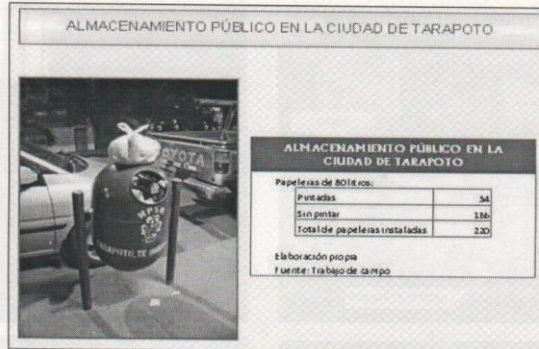 ALMACENAMIENTO PÚBLICO EN LA CIUDAD DE TARAPOTO
TOYOTA
ALMACENAMIENTO PÚBLICO EN LA
CIUDAD DE TARAPOTO
Papeleras de 80 litros:
Pintadas 34
Sin pintar 186
Total de papeleras instaladas 220
Elaboración propia
Fuente: Trabajo de campo